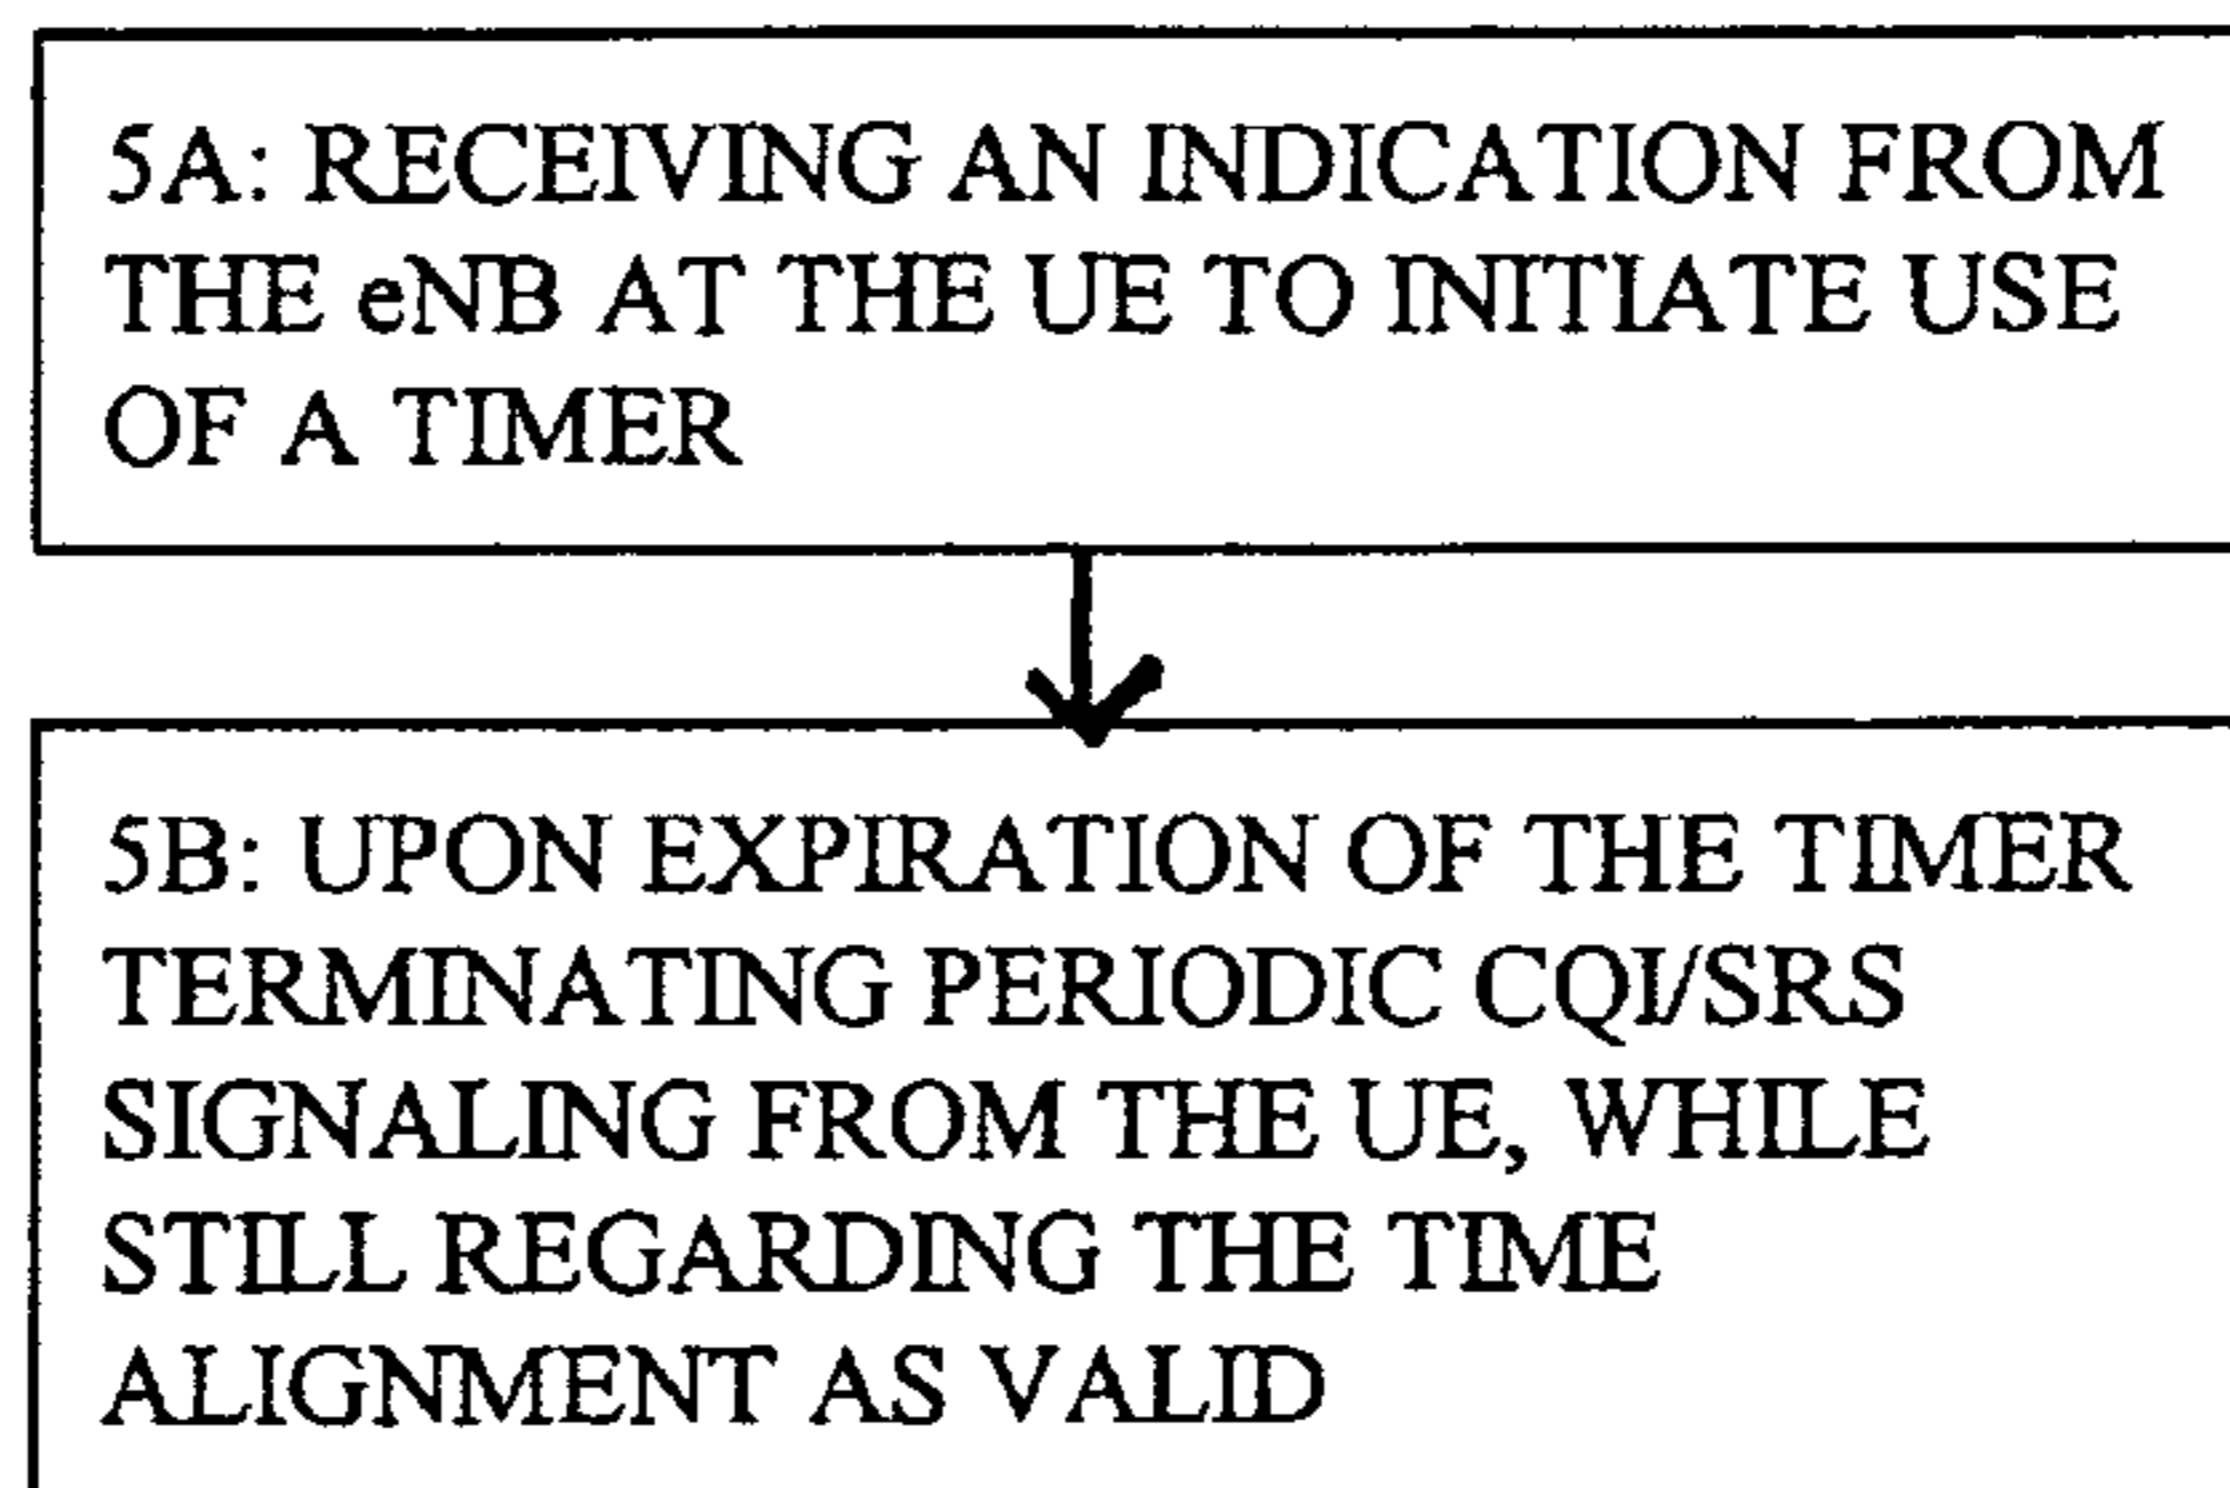 5A: RECEIVING AN INDICATION FROM
THE eNB AT THE UE TO INITIATE USE
OF A TIMER
5B: UPON EXPIRATION OF THE TIMER
TERMINATING PERIODIC CQI/SRS
SIGNALING FROM THE UE, WHILE
STILL REGARDING THE TIME
ALIGNMENT AS VALID